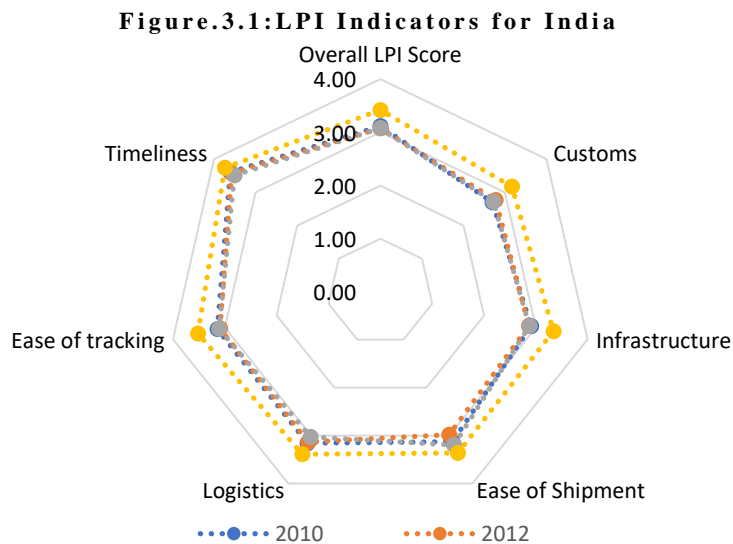 Figure.3.1:LPI Indicators for India
Overall LPI Score
4.00
3.00
Timeliness
Customs
2.00
1.00
0.00
Ease of tracking
Infrastructure
Logistics
Ease of Shipment
2010
2012